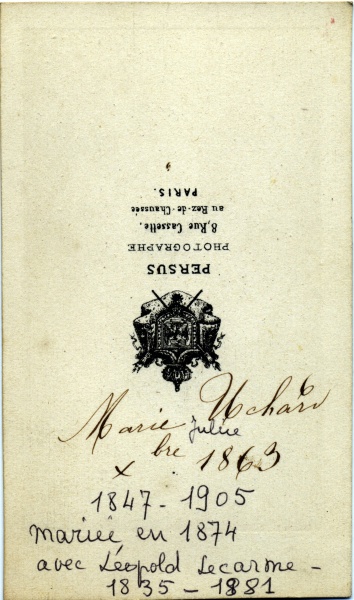 PERSUS
PHOTOGRAPHE
8, Rue Cassette.
au Rez-de-Chaussée
PARIS.
Marie Uchard
Julie
xbre 1863
1847 - 1905
mariée en 1874
avec Léopold Lecarme -
1835 - 1881